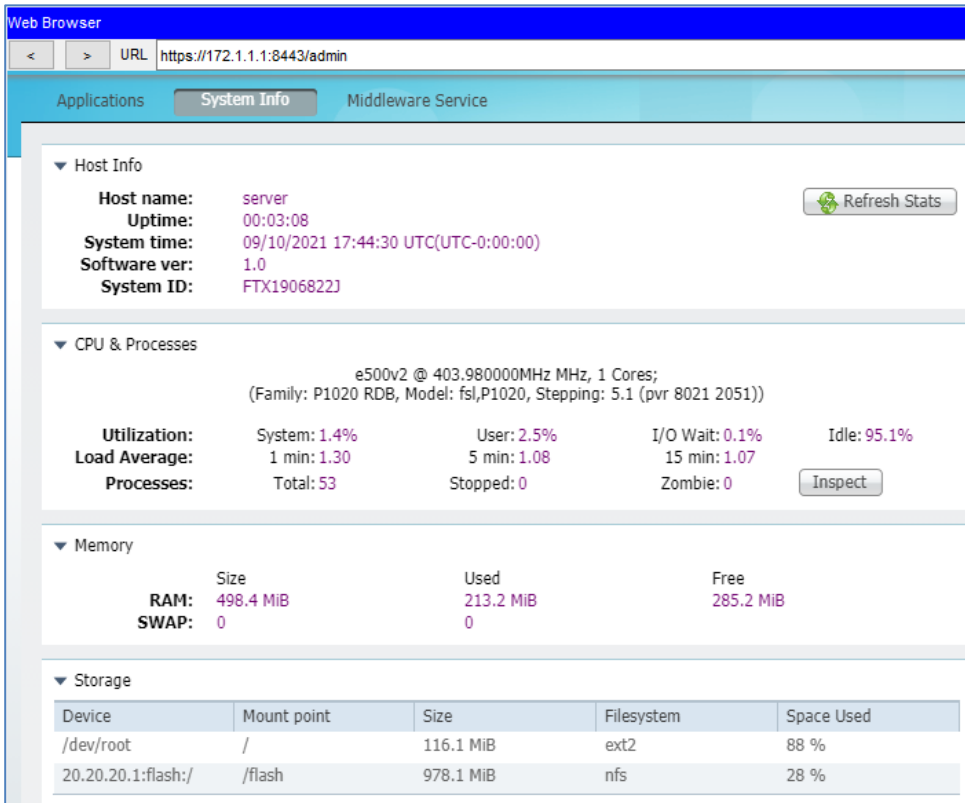 Web Browser
< > URL https://172.1.1.1:8443/admin
Applications System Info Middleware Service
Host Info
Host name: server Refresh Stats
Uptime: 00:03:08
System time: 09/10/2021 17:44:30 UTC(UTC-0:00:00)
Software ver: 1.0
System ID: FTX1906822J
CPU & Processes
e500v2 @ 403.980000MHz MHz, 1 Cores;
(Family: P1020 RDB, Model: fsl,P1020, Stepping: 5.1 (pvr 8021 2051))
Utilization: System: 1.4% User: 2.5% I/O Wait: 0.1% Idle: 95.1%
Load Average: 1 min: 1.30 5 min: 1.08 15 min: 1.07
Processes: Total: 53 Stopped: 0 Zombie: 0 Inspect
Memory
Size Used Free
RAM: 498.4 MiB 213.2 MiB 285.2 MiB
SWAP: 0 0
Storage
Device Mount point Size Filesystem Space Used
/dev/root / 116.1 MiB ext2 88 %
20.20.20.1:flash:/ /flash 978.1 MiB nfs 28 %